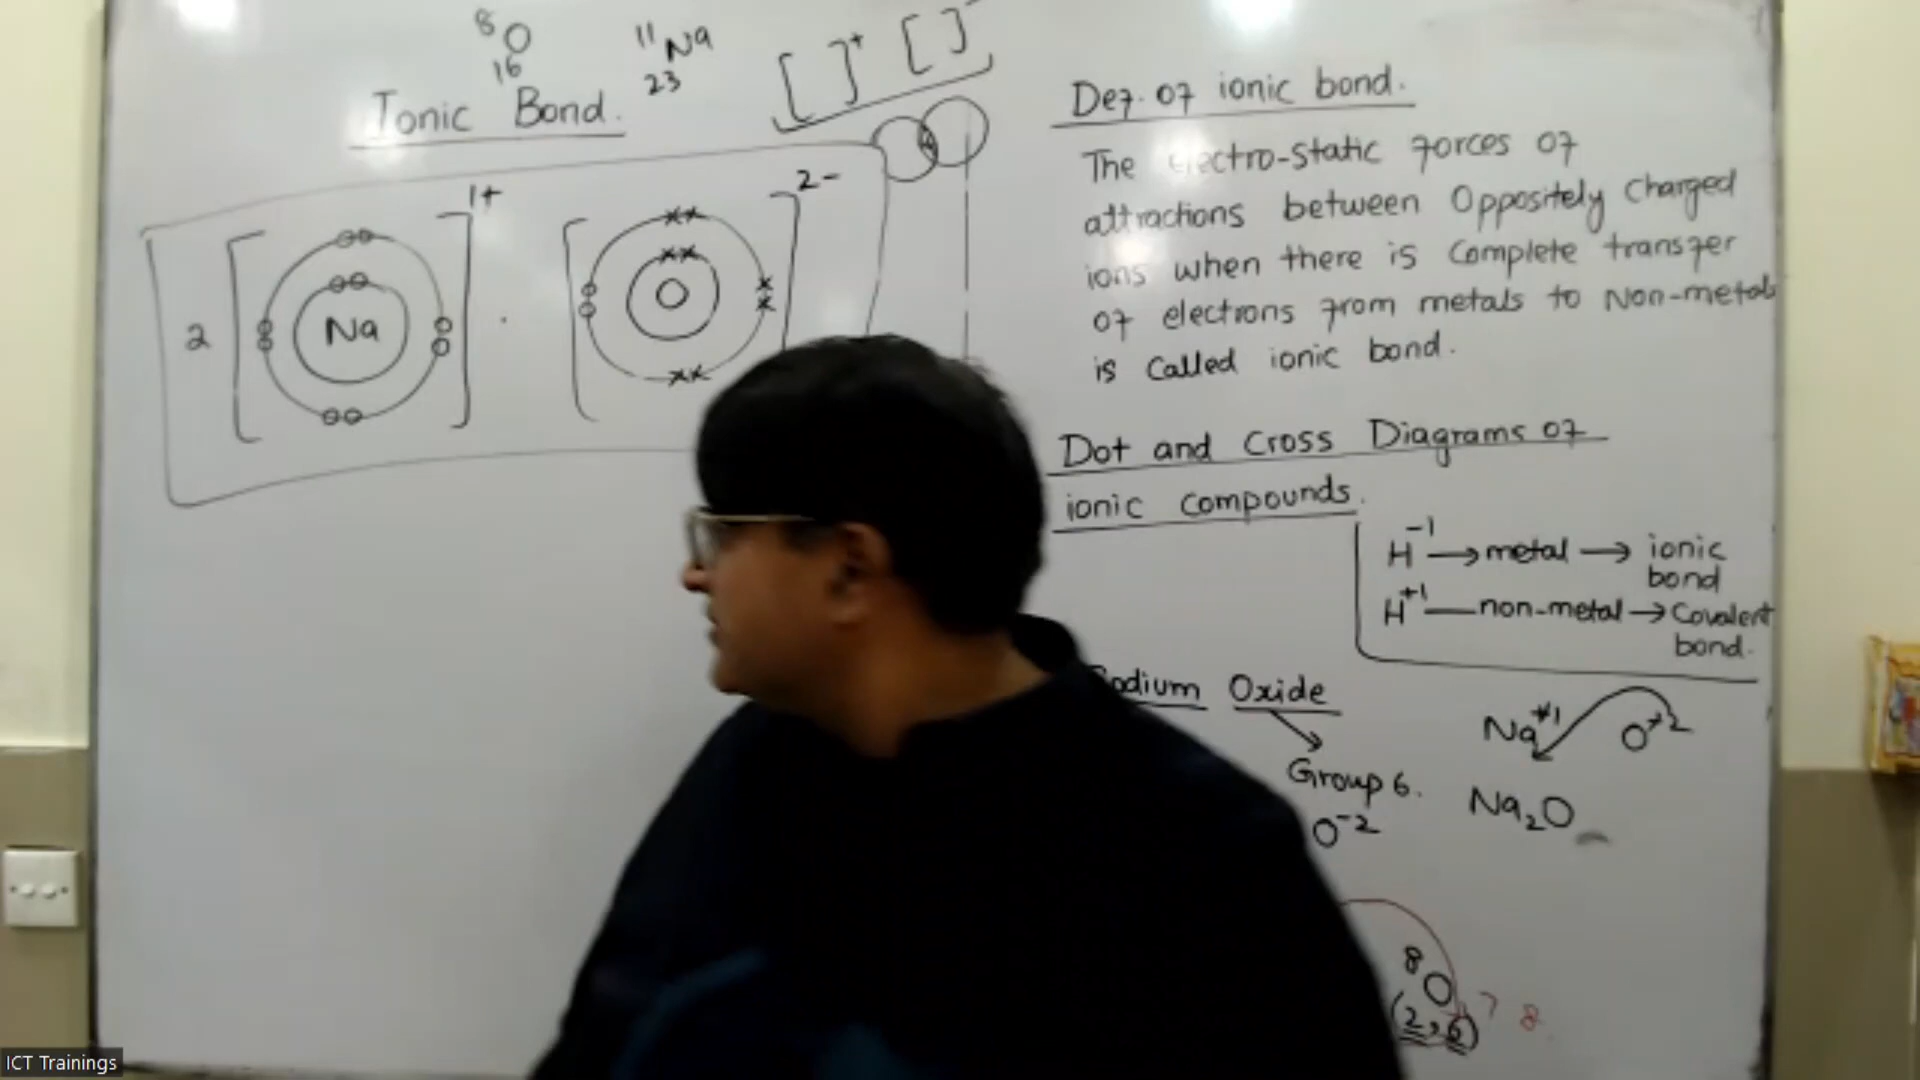 8
O
16
11
Na
23
[ ]+ [ ]-
Ionic Bond.
2 [Na]1+ . [O]2-
Def. of ionic bond.
The electro-static forces of
attractions between Oppositely Charged
ions when there is Complete transfer
of electrons from metals to Non-metals
is Called ionic bond.
Dot and Cross Diagrams of
ionic compounds.
H-1 → metal → ionic
bond
H+1 — non-metal → Covalent
bond.
Sodium Oxide
Group 6.
O-2
Na+1 O+2
Na2O
8
O
(2,6) 7 8
ICT Trainings